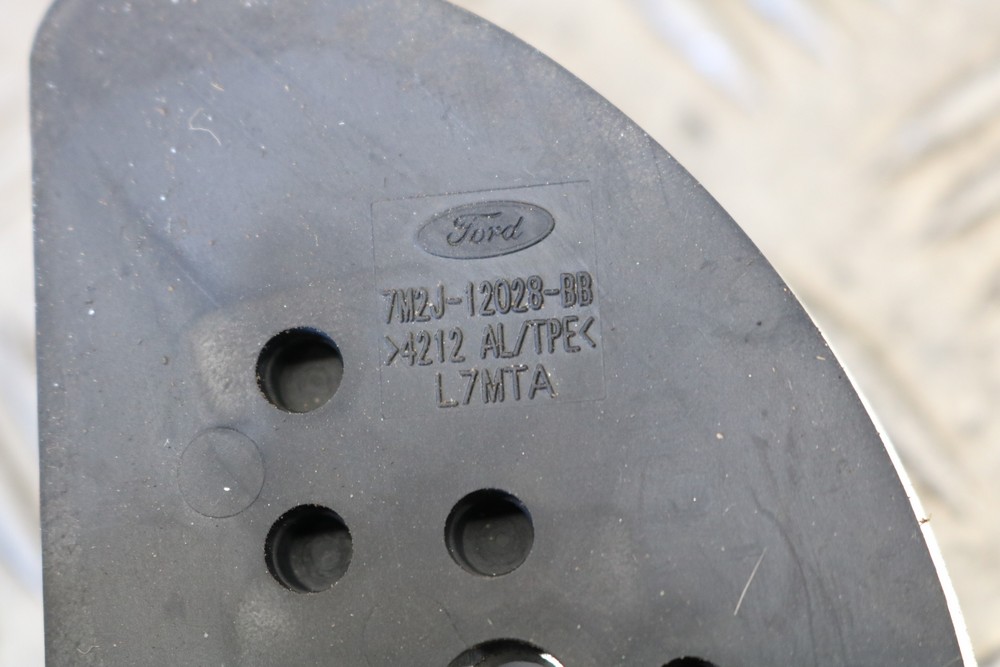 Ford
7M2J-12028-BB
>4212 AL/TPE<
L7MTA